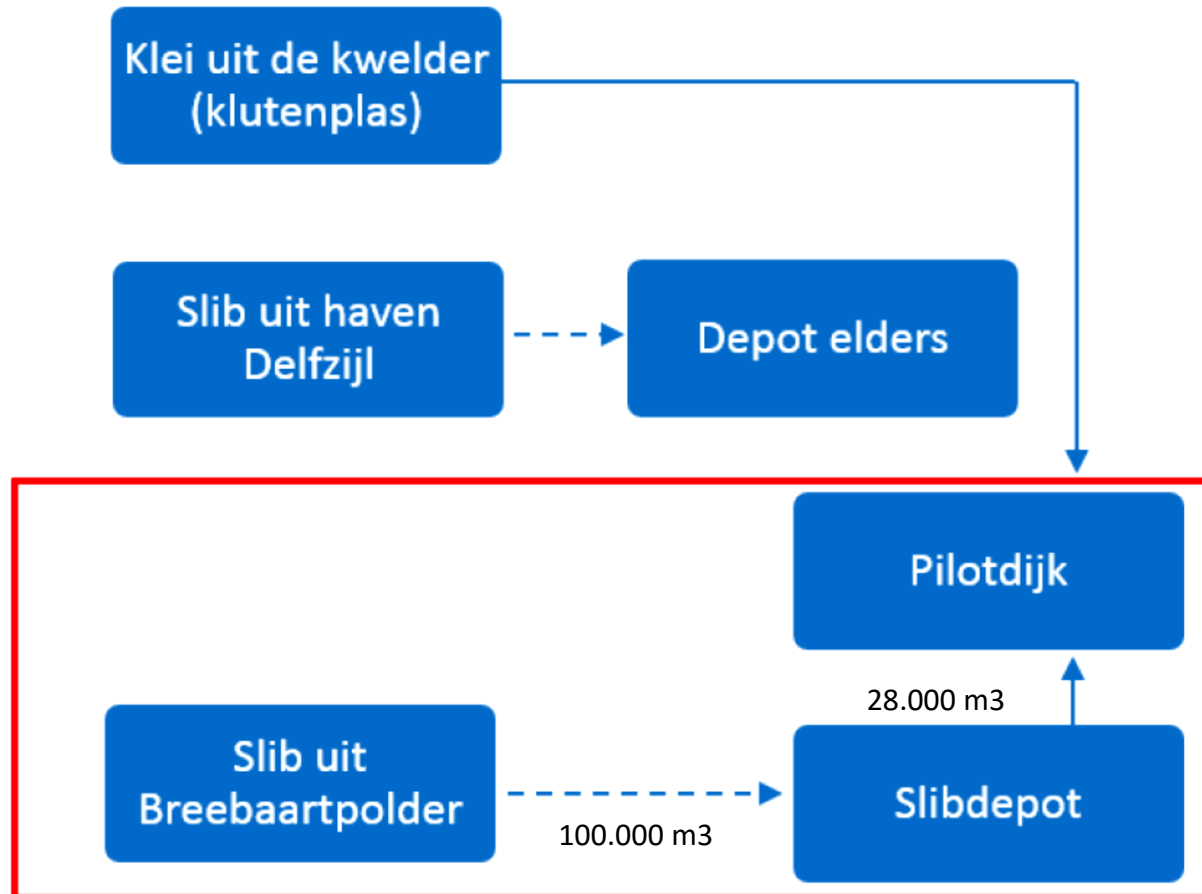 Klei uit de kwelder
(klutenplas)
Slib uit haven
Delfzijl
Depot elders
Pilotdijk
28.000 m3
Slib uit
Breebaartpolder
100.000 m3
Slibdepot